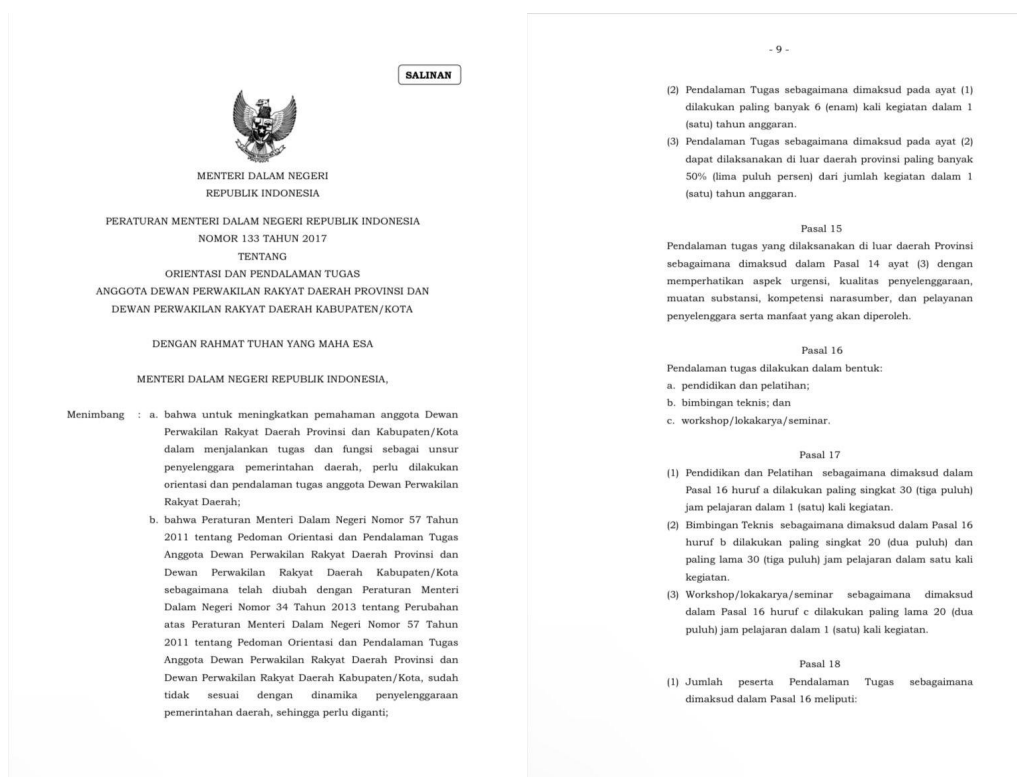 SALINAN
MENTERI DALAM NEGERI
REPUBLIK INDONESIA
PERATURAN MENTERI DALAM NEGERI REPUBLIK INDONESIA
NOMOR 133 TAHUN 2017
TENTANG
ORIENTASI DAN PENDALAMAN TUGAS
ANGGOTA DEWAN PERWAKILAN RAKYAT DAERAH PROVINSI DAN
DEWAN PERWAKILAN RAKYAT DAERAH KABUPATEN/KOTA
DENGAN RAHMAT TUHAN YANG MAHA ESA
MENTERI DALAM NEGERI REPUBLIK INDONESIA,
Menimbang : a. bahwa untuk meningkatkan pemahaman anggota Dewan
Perwakilan Rakyat Daerah Provinsi dan Kabupaten/Kota
dalam menjalankan tugas dan fungsi sebagai unsur
penyelenggara pemerintahan daerah, perlu dilakukan
orientasi dan pendalaman tugas anggota Dewan Perwakilan
Rakyat Daerah;
b. bahwa Peraturan Menteri Dalam Negeri Nomor 57 Tahun
2011 tentang Pedoman Orientasi dan Pendalaman Tugas
Anggota Dewan Perwakilan Rakyat Daerah Provinsi dan
Dewan Perwakilan Rakyat Daerah Kabupaten/Kota
sebagaimana telah diubah dengan Peraturan Menteri
Dalam Negeri Nomor 34 Tahun 2013 tentang Perubahan
atas Peraturan Menteri Dalam Negeri Nomor 57 Tahun
2011 tentang Pedoman Orientasi dan Pendalaman Tugas
Anggota Dewan Perwakilan Rakyat Daerah Provinsi dan
Dewan Perwakilan Rakyat Daerah Kabupaten/Kota, sudah
tidak sesuai dengan dinamika penyelenggaraan
pemerintahan daerah, sehingga perlu diganti;
- 9 -
(2) Pendalaman Tugas sebagaimana dimaksud pada ayat (1)
dilakukan paling banyak 6 (enam) kali kegiatan dalam 1
(satu) tahun anggaran.
(3) Pendalaman Tugas sebagaimana dimaksud pada ayat (2)
dapat dilaksanakan di luar daerah provinsi paling banyak
50% (lima puluh persen) dari jumlah kegiatan dalam 1
(satu) tahun anggaran.
Pasal 15
Pendalaman tugas yang dilaksanakan di luar daerah Provinsi
sebagaimana dimaksud dalam Pasal 14 ayat (3) dengan
memperhatikan aspek urgensi, kualitas penyelenggaraan,
muatan substansi, kompetensi narasumber, dan pelayanan
penyelenggara serta manfaat yang akan diperoleh.
Pasal 16
Pendalaman tugas dilakukan dalam bentuk:
a. pendidikan dan pelatihan;
b. bimbingan teknis; dan
c. workshop/lokakarya/seminar.
Pasal 17
(1) Pendidikan dan Pelatihan sebagaimana dimaksud dalam
Pasal 16 huruf a dilakukan paling singkat 30 (tiga puluh)
jam pelajaran dalam 1 (satu) kali kegiatan.
(2) Bimbingan Teknis sebagaimana dimaksud dalam Pasal 16
huruf b dilakukan paling singkat 20 (dua puluh) dan
paling lama 30 (tiga puluh) jam pelajaran dalam satu kali
kegiatan.
(3) Workshop/lokakarya/seminar sebagaimana dimaksud
dalam Pasal 16 huruf c dilakukan paling lama 20 (dua
puluh) jam pelajaran dalam 1 (satu) kali kegiatan.
Pasal 18
(1) Jumlah peserta Pendalaman Tugas sebagaimana
dimaksud dalam Pasal 16 meliputi: